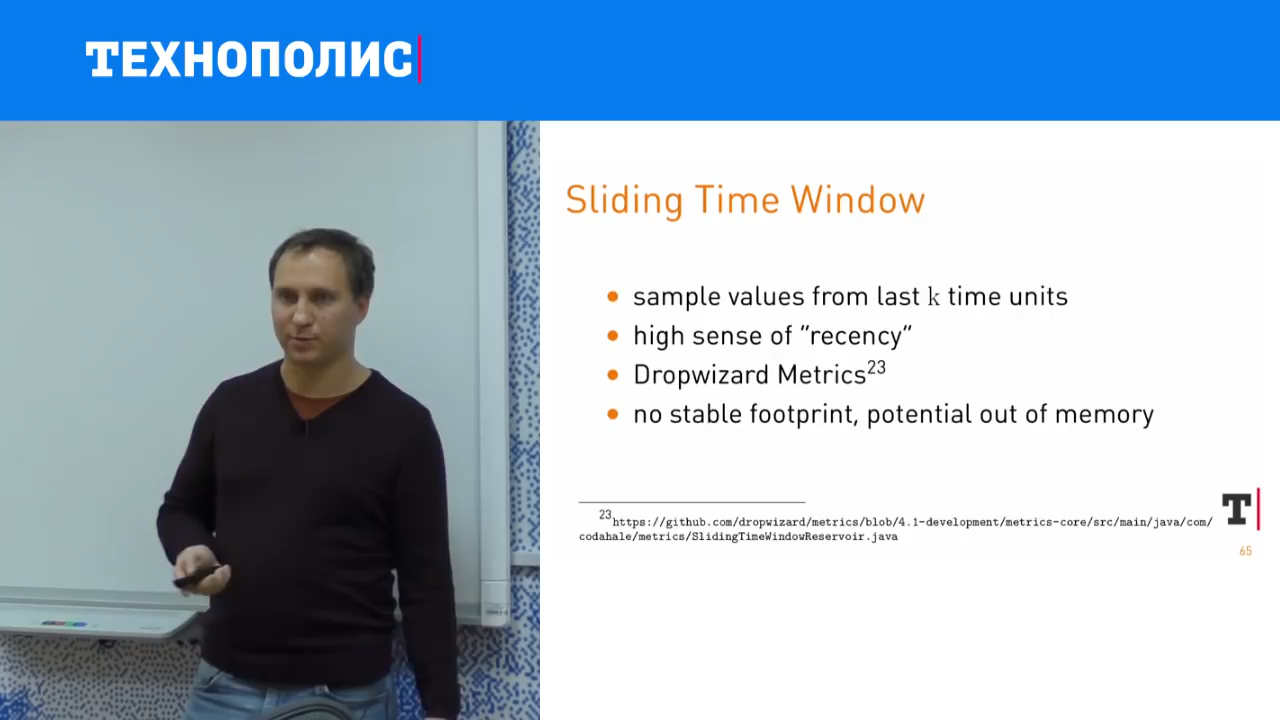 ТЕХНОПОЛИС
Sliding Time Window
• sample values from last k time units
• high sense of "recency"
• Dropwizard Metrics23
• no stable footprint, potential out of memory
23https://github.com/dropwizard/metrics/blob/4.1-development/metrics-core/src/main/java/com/
codahale/metrics/SlidingTimeWindowReservoir.java
T
65